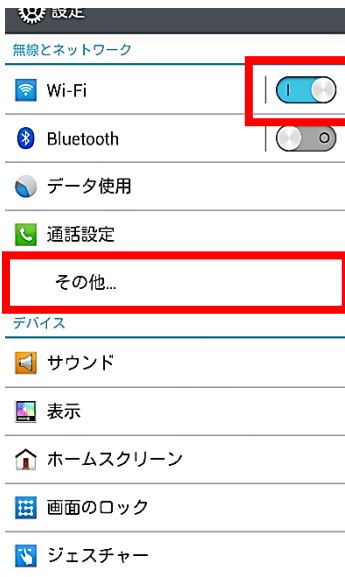 設定
無線とネットワーク
Wi-Fi
Bluetooth
データ使用
通話設定
その他...
デバイス
サウンド
表示
ホームスクリーン
画面のロック
ジェスチャー